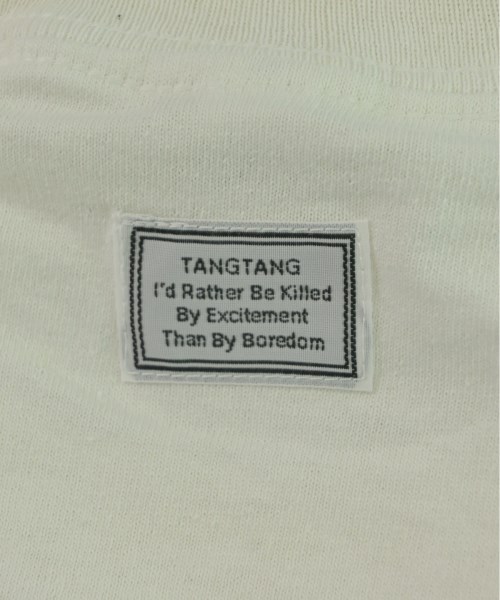 TANGTANG
I'd Rather Be Killed
By Excitement
Than By Boredom